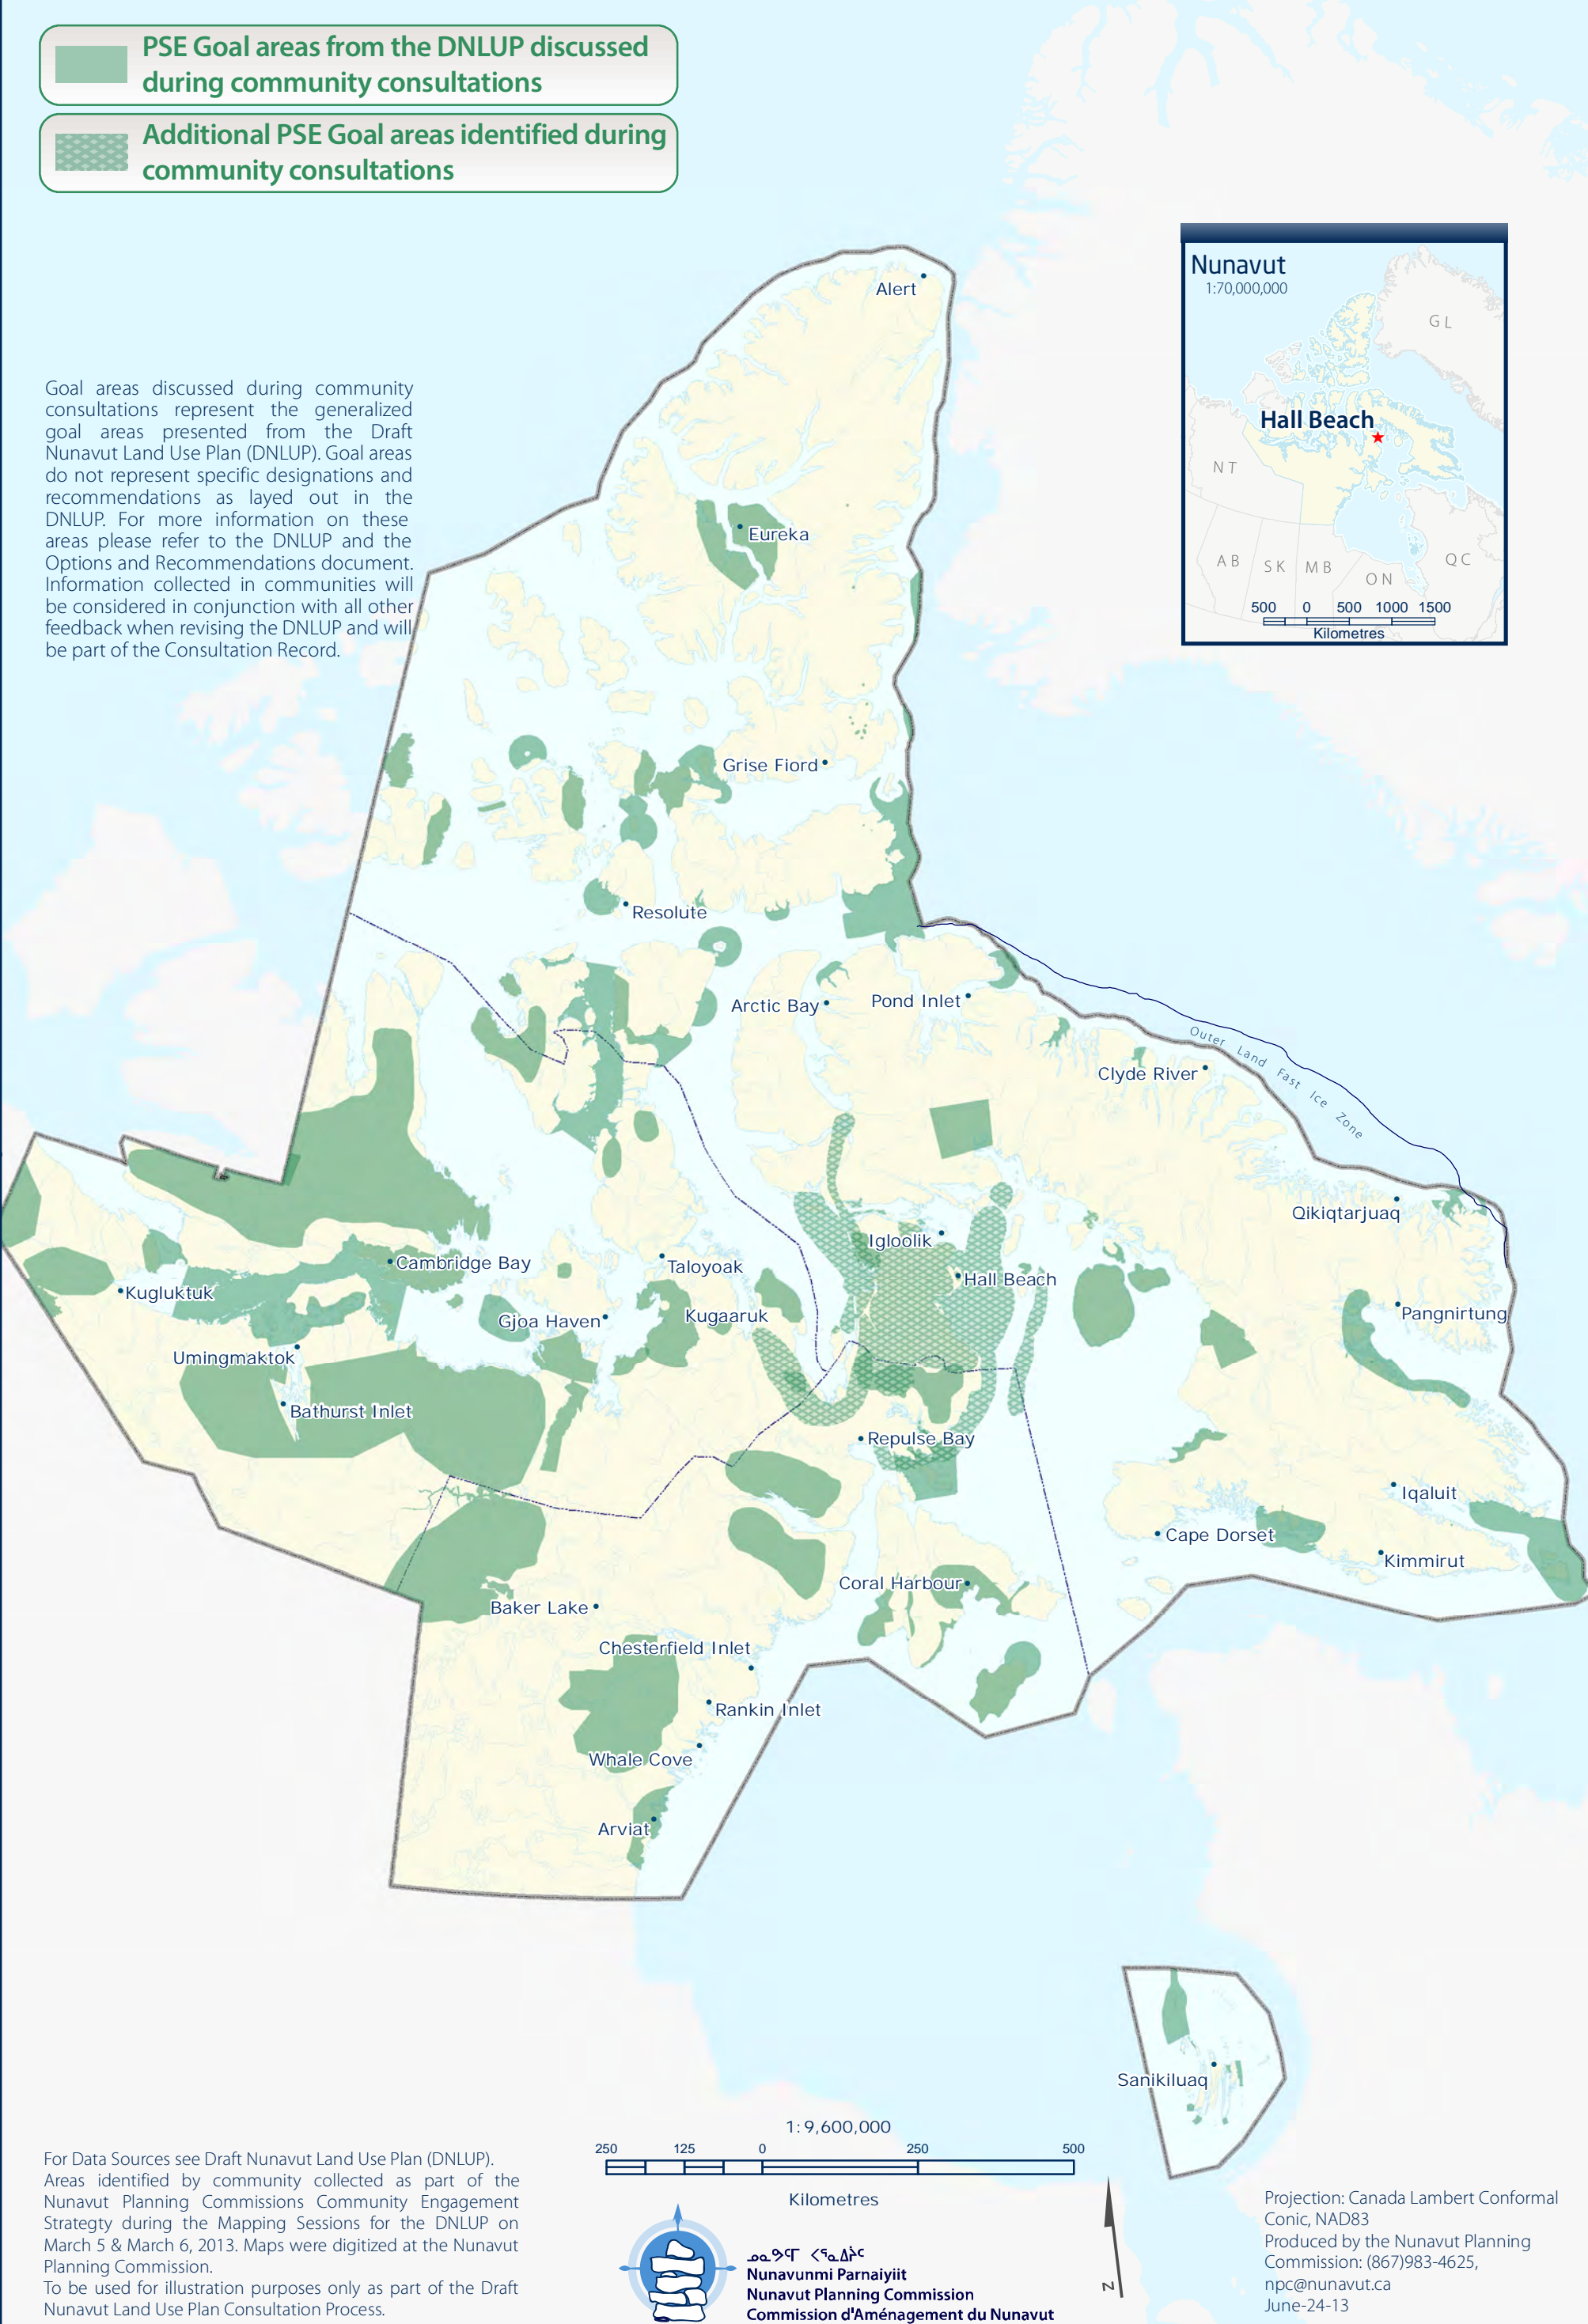 PSE Goal areas from the DNLUP discussed
during community consultations
Additional PSE Goal areas identified during
community consultations
Nunavut
1:70,000,000
GL
Hall Beach
NT
AB
SK
MB
ON
QC
500 0 500 1000 1500
Kilometres
Goal areas discussed during community
consultations represent the generalized
goal areas presented from the Draft
Nunavut Land Use Plan (DNLUP). Goal areas
do not represent specific designations and
recommendations as layed out in the
DNLUP. For more information on these
areas please refer to the DNLUP and the
Options and Recommendations document.
Information collected in communities will
be considered in conjunction with all other
feedback when revising the DNLUP and will
be part of the Consultation Record.
Alert
Eureka
Grise Fiord
Resolute
Arctic Bay
Pond Inlet
Outer Land Fast Ice Zone
Clyde River
Qikiqtarjuaq
Igloolik
Cambridge Bay
Taloyoak
Hall Beach
Kugluktuk
Gjoa Haven
Kugaaruk
Pangnirtung
Umingmaktok
Bathurst Inlet
Repulse Bay
Iqaluit
Cape Dorset
Kimmirut
Coral Harbour
Baker Lake
Chesterfield Inlet
Rankin Inlet
Whale Cove
Arviat
Sanikiluaq
1:9,600,000
250 125 0 250 500
Kilometres
For Data Sources see Draft Nunavut Land Use Plan (DNLUP).
Areas identified by community collected as part of the
Nunavut Planning Commissions Community Engagement
Strategty during the Mapping Sessions for the DNLUP on
March 5 & March 6, 2013. Maps were digitized at the Nunavut
Planning Commission.
To be used for illustration purposes only as part of the Draft
Nunavut Land Use Plan Consultation Process.
ᓄᓇᕗᒻᒥ ᐸᕐᓇᐃᔨᑦ
Nunavunmi Parnaiyiit
Nunavut Planning Commission
Commission d'Aménagement du Nunavut
N
Projection: Canada Lambert Conformal
Conic, NAD83
Produced by the Nunavut Planning
Commission: (867)983-4625,
npc@nunavut.ca
June-24-13